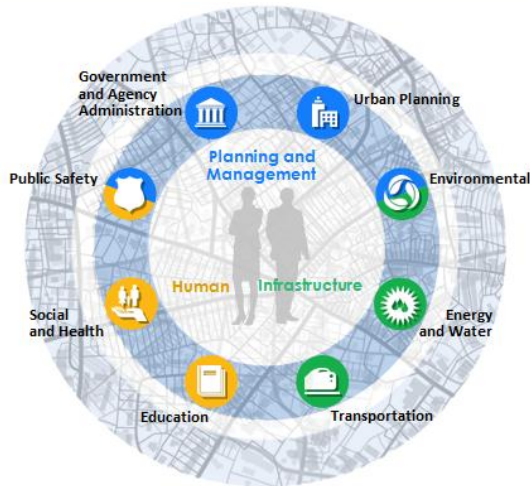 Government
and Agency
Administration
Urban Planning
Planning and
Management
Public Safety
Environmental
Human
Infrastructure
Social
and Health
Energy
and Water
Education
Transportation